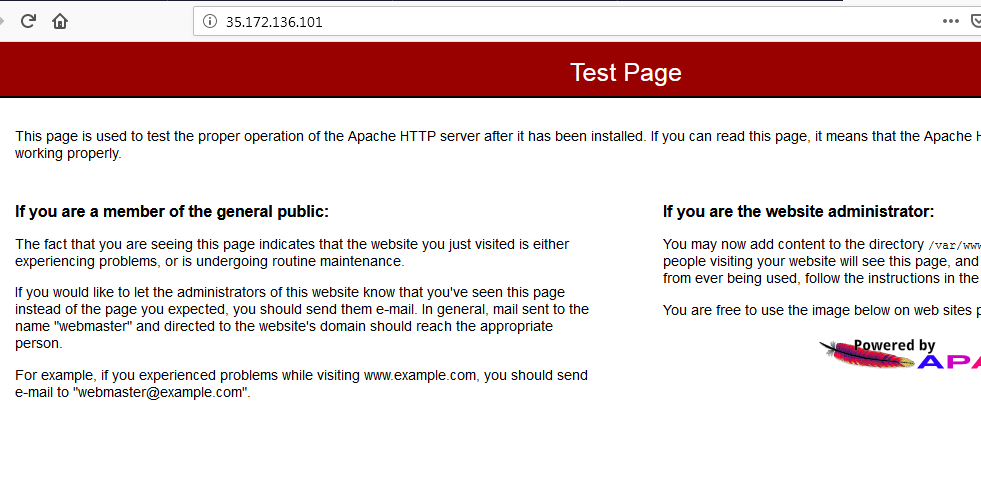 35.172.136.101
Test Page
This page is used to test the proper operation of the Apache HTTP server after it has been installed. If you can read this page, it means that the Apache
working properly.
If you are a member of the general public:
The fact that you are seeing this page indicates that the website you just visited is either
experiencing problems, or is undergoing routine maintenance.
If you would like to let the administrators of this website know that you've seen this page
instead of the page you expected, you should send them e-mail. In general, mail sent to the
name "webmaster" and directed to the website's domain should reach the appropriate
person.
For example, if you experienced problems while visiting www.example.com, you should send
e-mail to "webmaster@example.com".
If you are the website administrator:
You may now add content to the directory /var/www
people visiting your website will see this page, and
from ever being used, follow the instructions in the
You are free to use the image below on web sites p
Powered by
APA